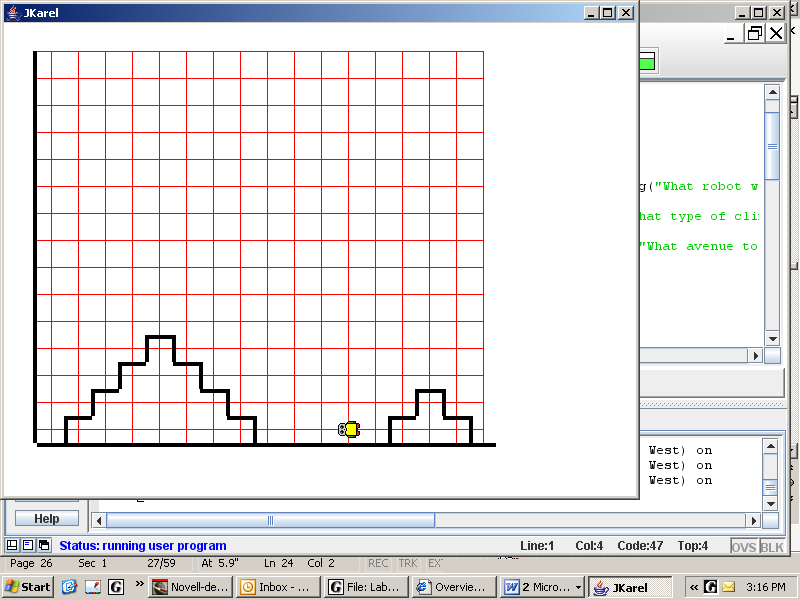 JKarel
g("What robot w
hat type of cli
"What avenue to
West) on
West) on
West) on
Help
Status: running user program
Line:1 Col:4 Code:47 Top:4
OVS BLK
Page 26 Sec 1 27/59 At 5.9" Ln 24 Col 2 REC TRK EXT
Start » Novell-de... Inbox - ... File: Lab... Overvie... 2 Micro... JKarel « 3:16 PM